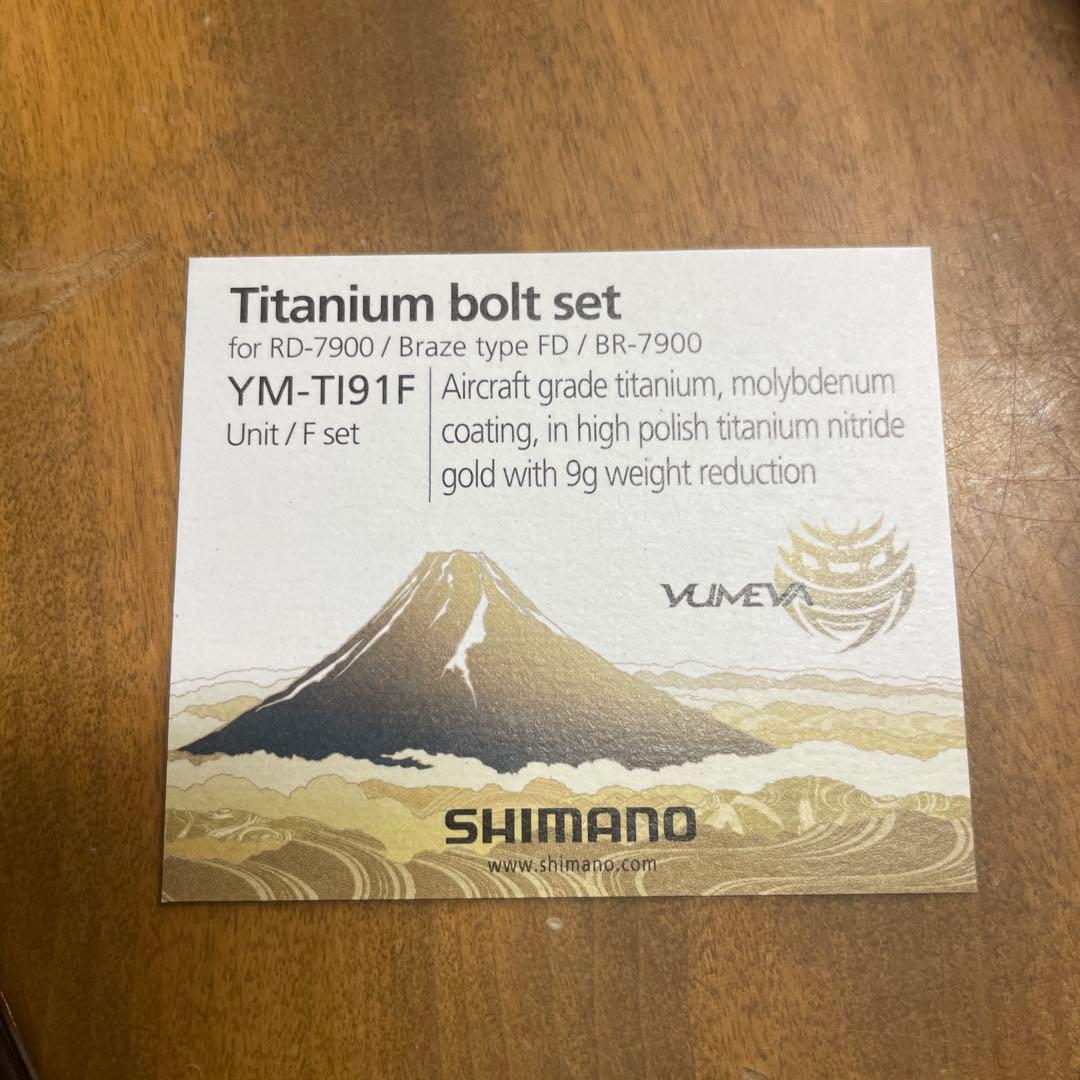 Titanium bolt set
for RD-7900 / Braze type FD / BR-7900
YM-TI91F
Unit / F set
Aircraft grade titanium, molybdenum
coating, in high polish titanium nitride
gold with 9g weight reduction
YUMEYA
SHIMANO
www.shimano.com